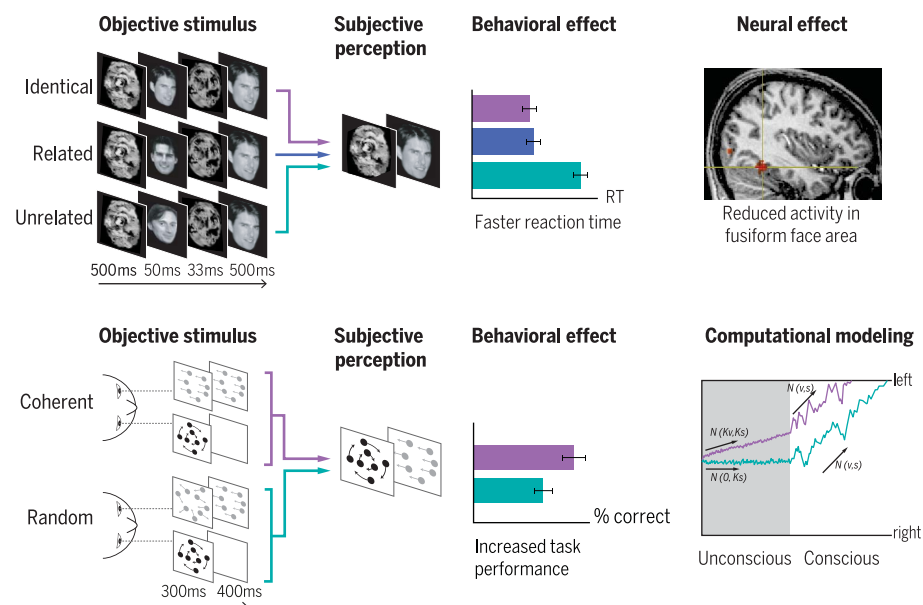 Objective stimulus
Subjective
perception
Behavioral effect
Neural effect
Identical
Related
Unrelated
500ms 50ms 33ms 500ms
RT
Faster reaction time
Reduced activity in
fusiform face area
Objective stimulus
Subjective
perception
Behavioral effect
Computational modeling
Coherent
Random
300ms 400ms
% correct
Increased task
performance
left
N (v,s)
N (Kv,Ks)
N (0, Ks)
N (v,s)
right
Unconscious Conscious